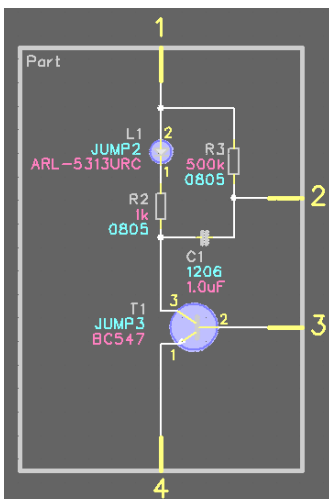 1
Part
L1
2
JUMP2
ARL-5313URC
1
R3
500k
0805
R2
1k
0805
2
C1
1206
1.0uF
T1
3
JUMP3
2
3
BC547
1
4